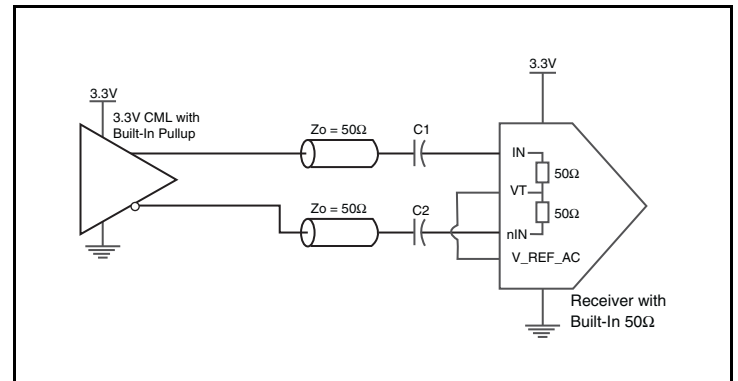 3.3V
3.3V
3.3V CML with
Built-In Pullup
Zo = 50Ω
C1
IN
50Ω
VT
Zo = 50Ω
C2
50Ω
nIN
V_REF_AC
Receiver with
Built-In 50Ω